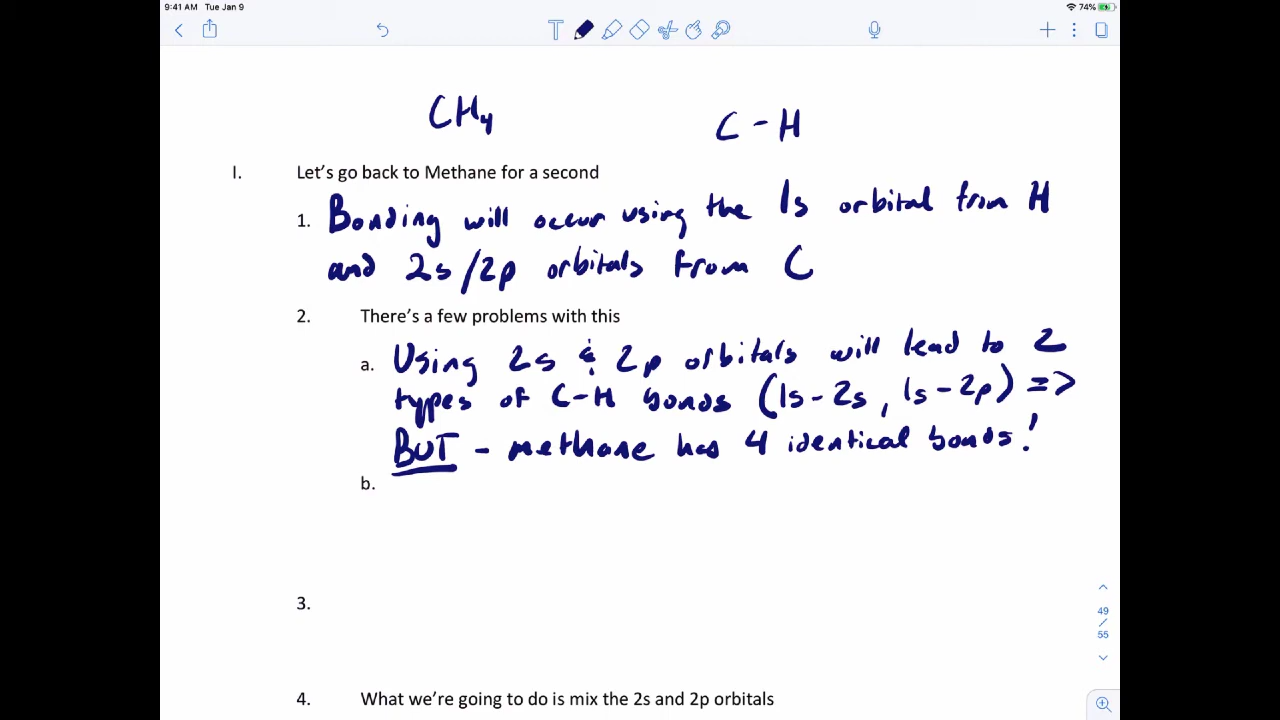 9:41 AM Tue Jan 9
74%
T
CH₄ C-H
I. Let's go back to Methane for a second
1. Bonding will occur using the 1s orbital from H
and 2s/2p orbitals from C
2. There's a few problems with this
a. Using 2s & 2p orbitals will lead to 2
types of C-H bonds (1s-2s, 1s-2p) =>
BUT - methane has 4 identical bonds!
b.
49
/
55
3.
4. What we're going to do is mix the 2s and 2p orbitals